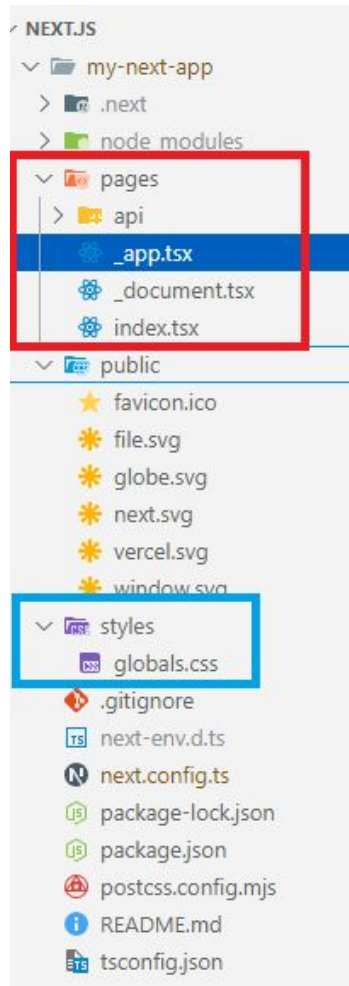 NEXT.JS
my-next-app
.next
node_modules
pages
api
_app.tsx
_document.tsx
index.tsx
public
favicon.ico
file.svg
globe.svg
next.svg
vercel.svg
window.svg
styles
globals.css
.gitignore
next-env.d.ts
next.config.ts
package-lock.json
package.json
postcss.config.mjs
README.md
tsconfig.json